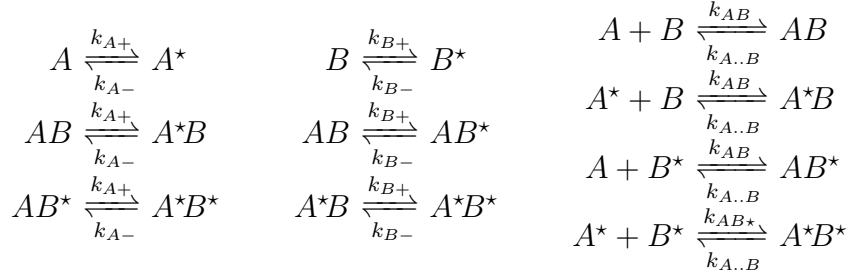 A ⇌ A⋆ (k_{A+}, k_{A−})
AB ⇌ A⋆B (k_{A+}, k_{A−})
AB⋆ ⇌ A⋆B⋆ (k_{A+}, k_{A−})
B ⇌ B⋆ (k_{B+}, k_{B−})
AB ⇌ AB⋆ (k_{B+}, k_{B−})
A⋆B ⇌ A⋆B⋆ (k_{B+}, k_{B−})
A + B ⇌ AB (k_{AB}, k_{A..B})
A⋆ + B ⇌ A⋆B (k_{AB}, k_{A..B})
A + B⋆ ⇌ AB⋆ (k_{AB}, k_{A..B})
A⋆ + B⋆ ⇌ A⋆B⋆ (k_{AB⋆}, k_{A..B})